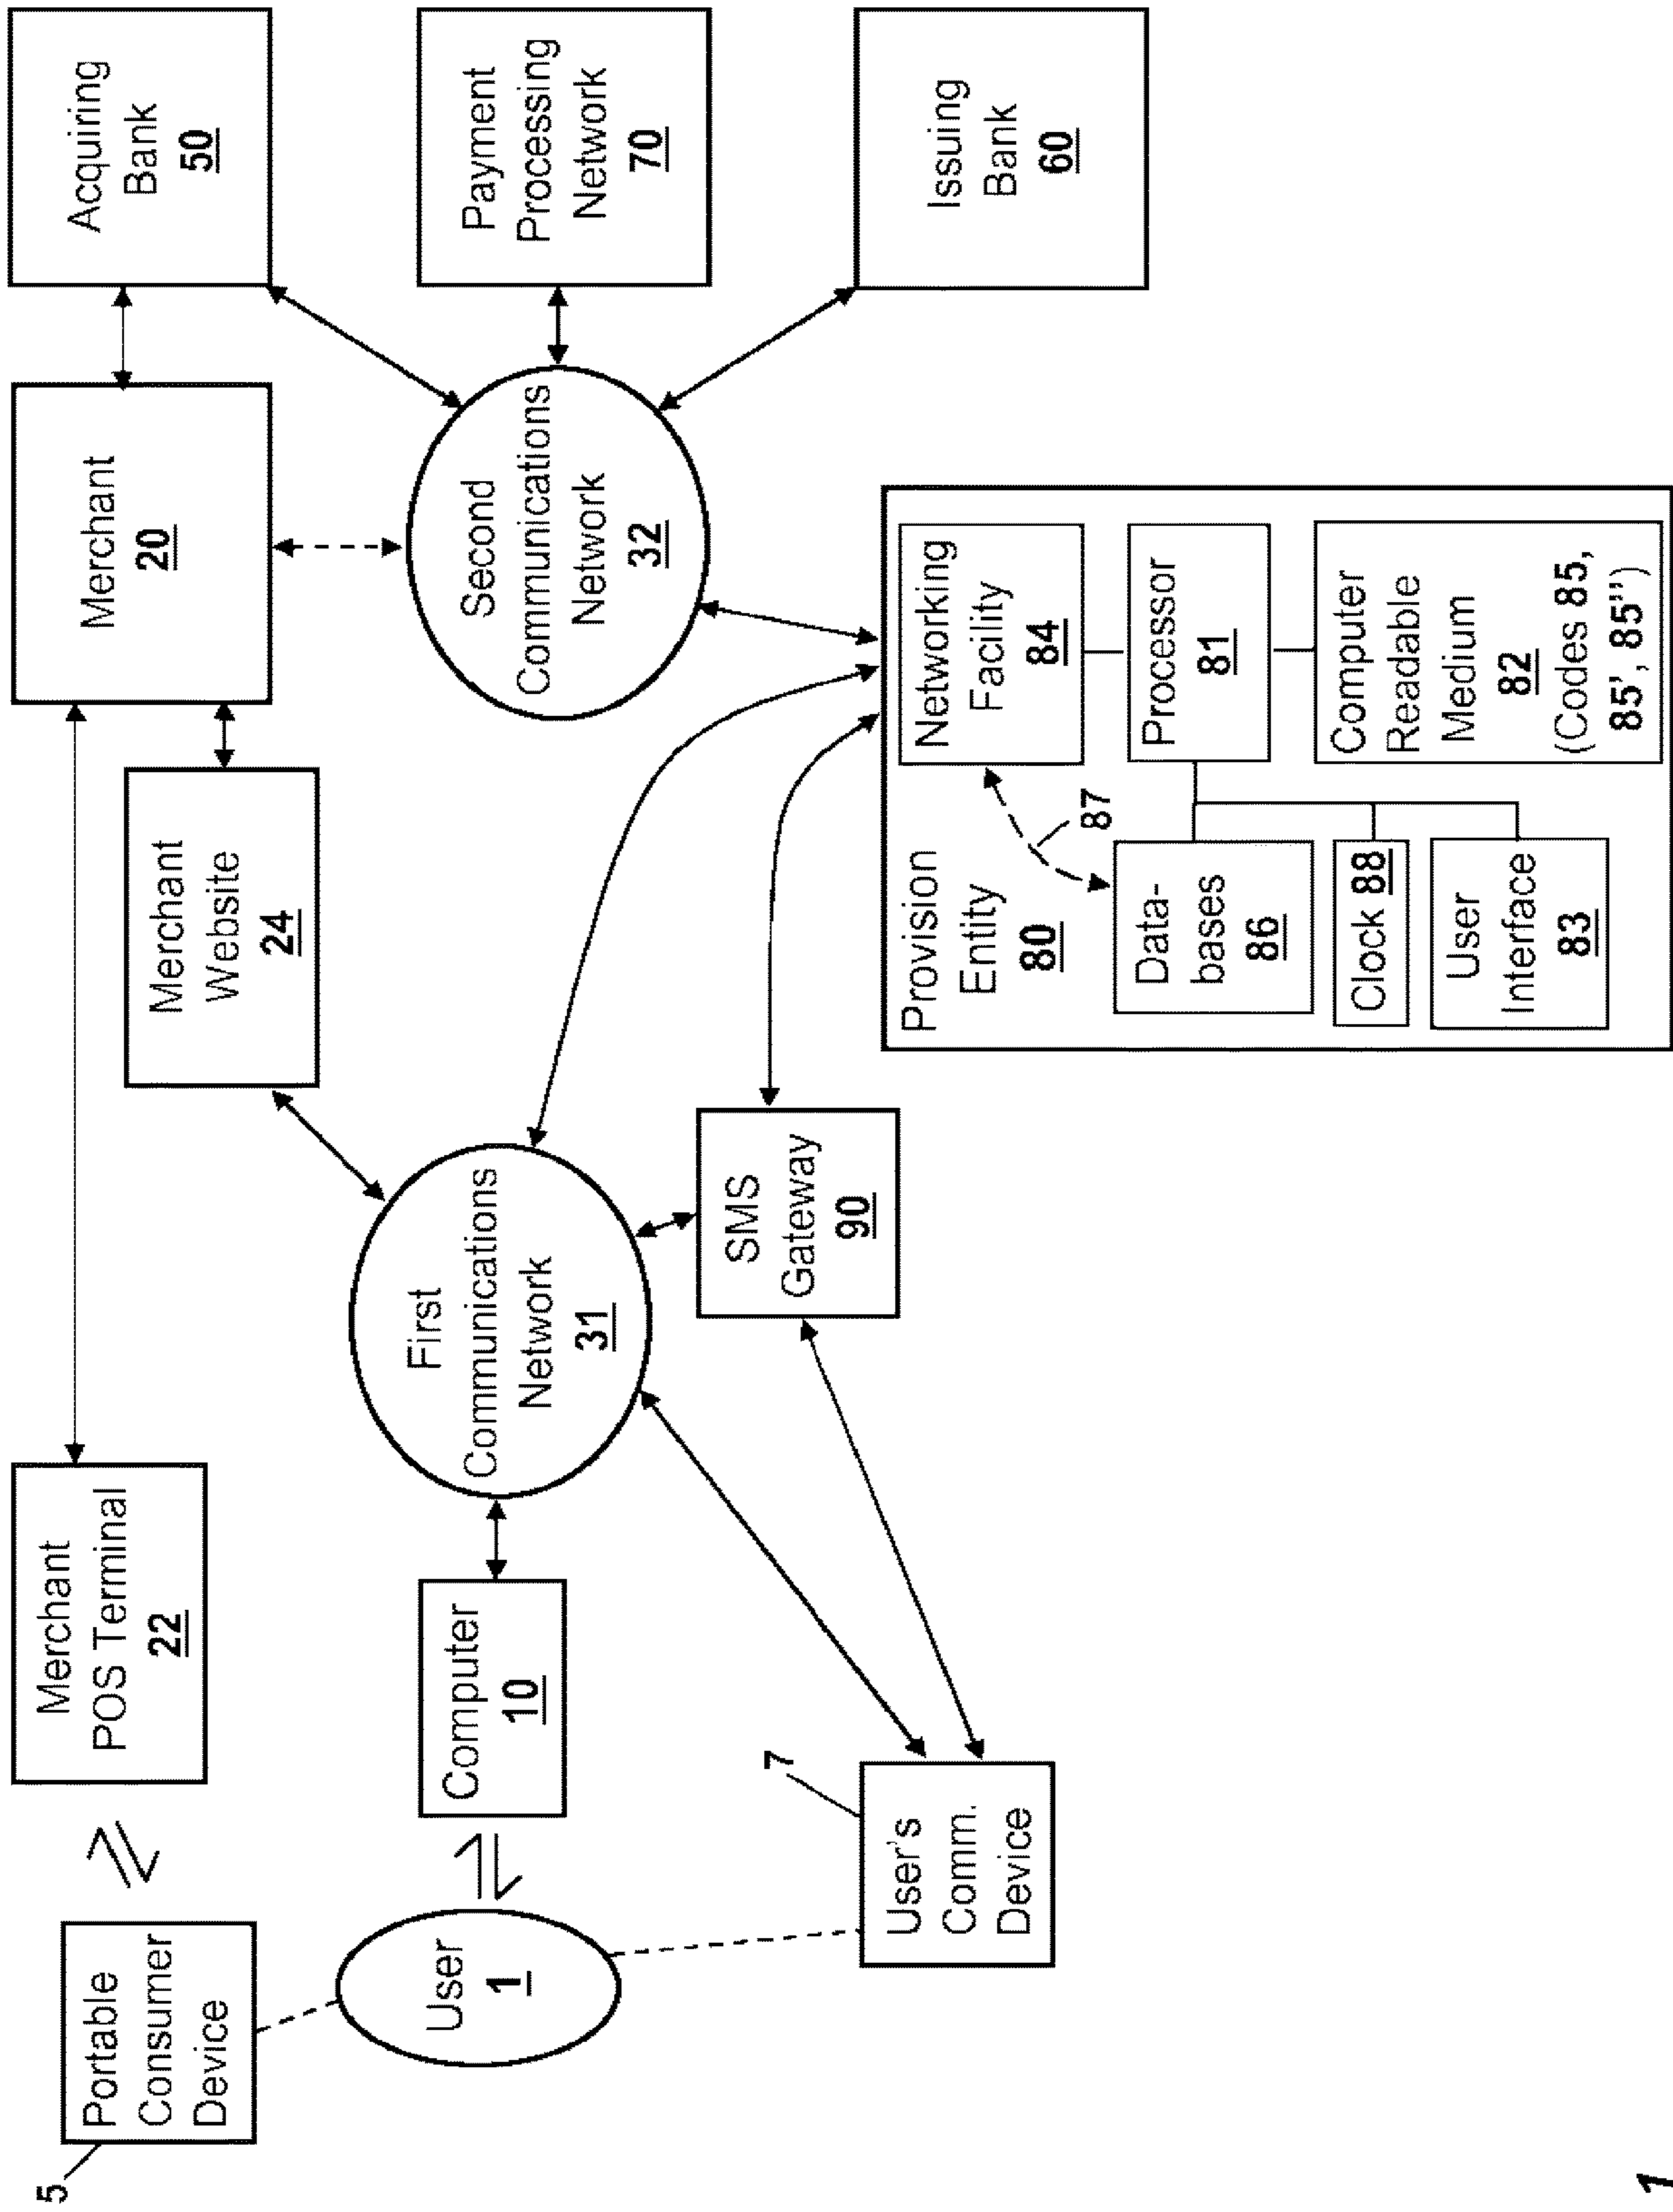 5
Portable
Consumer
Device
Merchant
POS Terminal
22
Merchant
20
Acquiring
Bank
50
Merchant
Website
24
User
1
Computer
10
First
Communications
Network
31
Second
Communications
Network
32
Payment
Processing
Network
70
7
User's
Comm.
Device
SMS
Gateway
90
Issuing
Bank
60
Provision
Entity
80
Networking
Facility
84
87
Data-
bases
86
Processor
81
Clock 88
User
Interface
83
Computer
Readable
Medium
82
(Codes 85,
85', 85'')
1